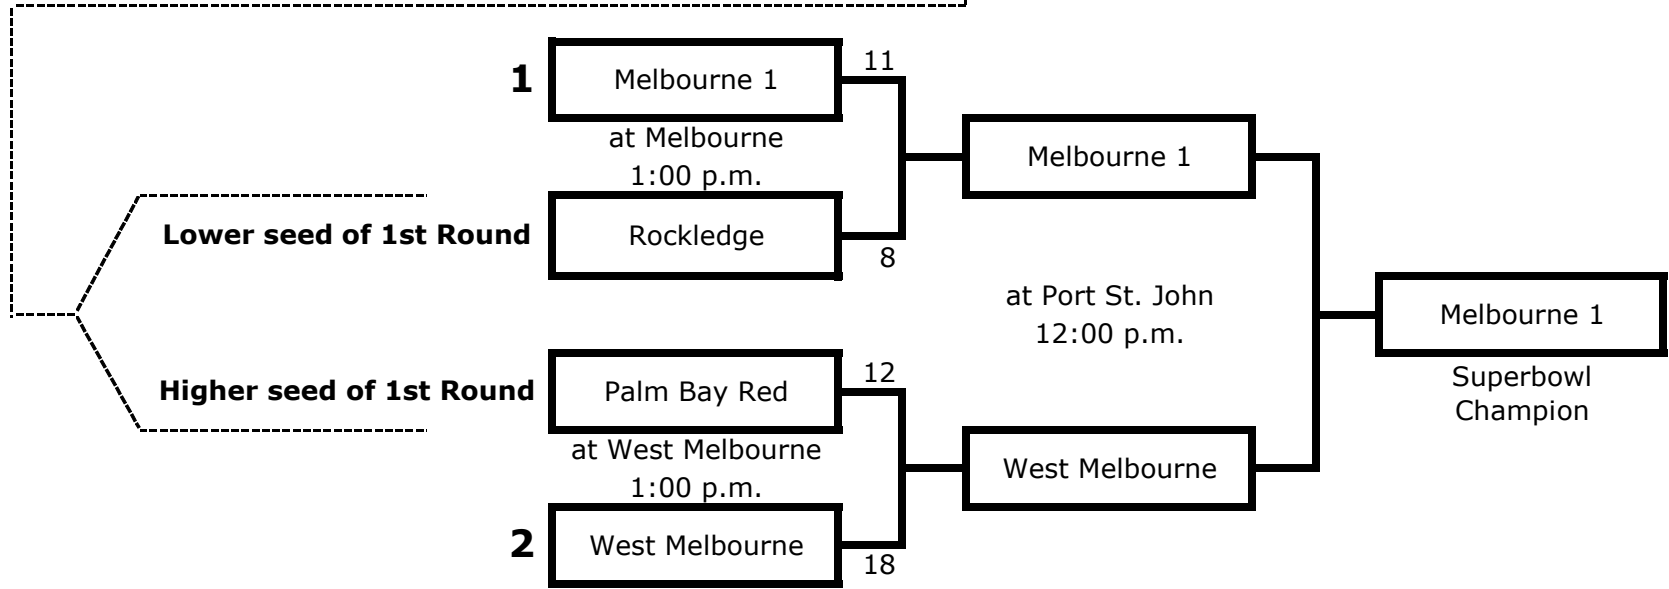 11
1
Melbourne 1
at Melbourne
1:00 p.m.
Melbourne 1
Lower seed of 1st Round
Rockledge
8
at Port St. John
12:00 p.m.
Melbourne 1
Superbowl
Champion
12
Higher seed of 1st Round
Palm Bay Red
at West Melbourne
1:00 p.m.
West Melbourne
2
West Melbourne
18